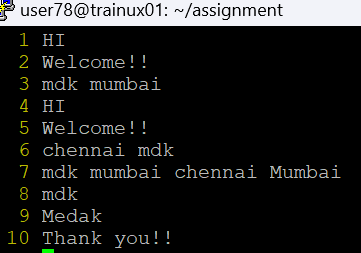 user78@trainux01: ~/assignment
1 HI
2 Welcome!!
3 mdk mumbai
4 HI
5 Welcome!!
6 chennai mdk
7 mdk mumbai chennai Mumbai
8 mdk
9 Medak
10 Thank you!!